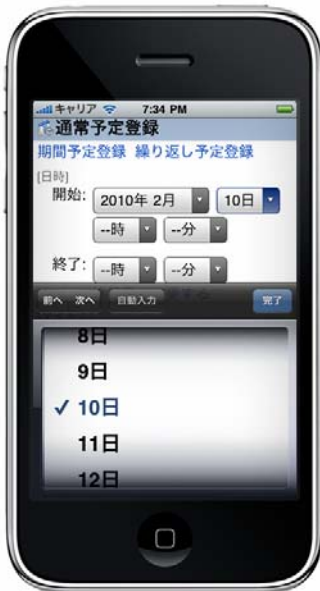 キャリア 7:34 PM
通常予定登録
期間予定登録 繰り返し予定登録
[日時]
開始: 2010年 2月 10日
--時 --分
終了: --時 --分
前へ 次へ 自動入力 完了
8日
9日
✓ 10日
11日
12日